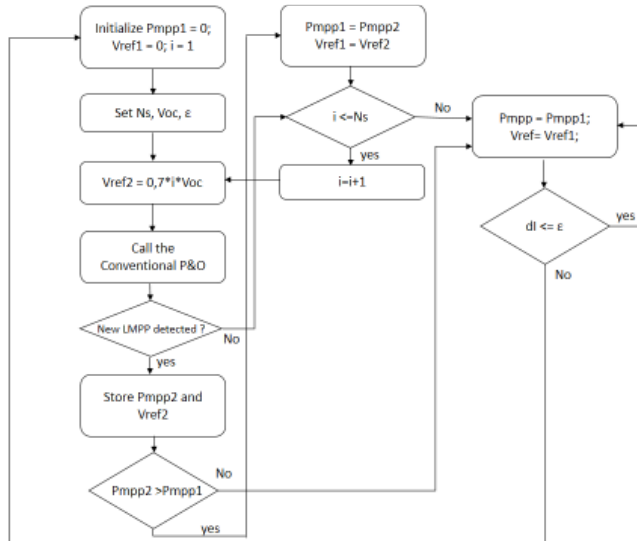 Initialize Pmpp1 = 0;
Vref1 = 0; i = 1
Set Ns, Voc, ε
Vref2 = 0,7*i*Voc
Call the
Conventional P&O
New LMPP detected ?
No
yes
Store Pmpp2 and
Vref2
Pmpp2 >Pmpp1
No
yes
Pmpp1 = Pmpp2
Vref1 = Vref2
i <=Ns
No
yes
i=i+1
Pmpp = Pmpp1;
Vref= Vref1;
dI <= ε
yes
No